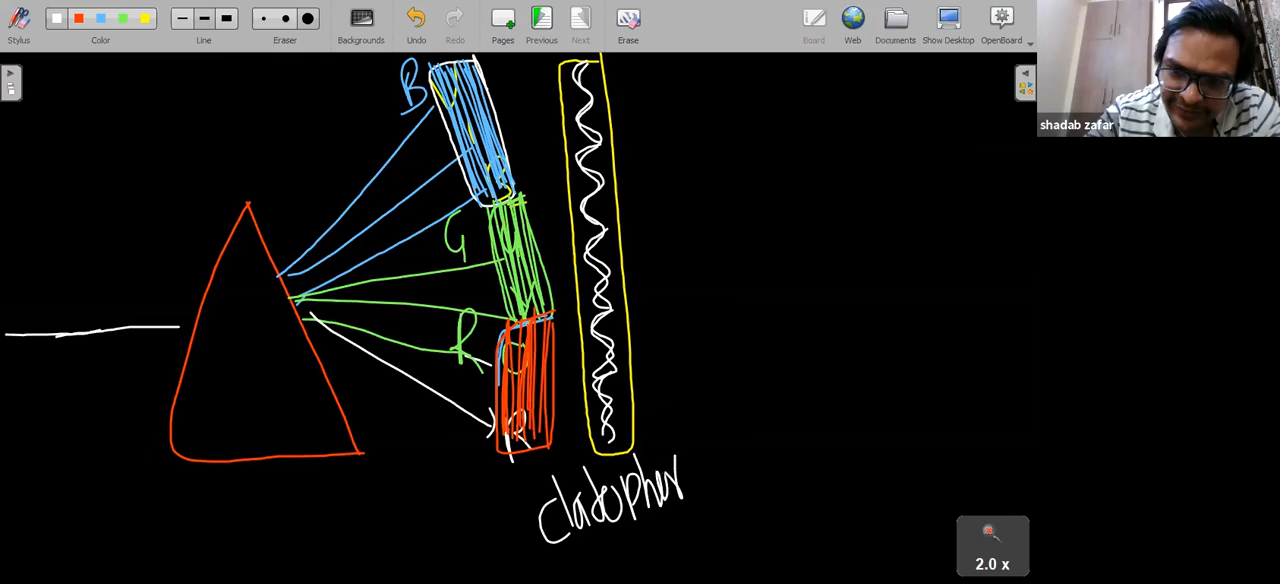 Stylus
Color
Line
Eraser
Backgrounds
Undo
Redo
Pages
Previous
Next
Erase
Board
Web
Documents
Show Desktop
OpenBoard
shadab zafar
B
G
R
R
Cladophar
2.0 x